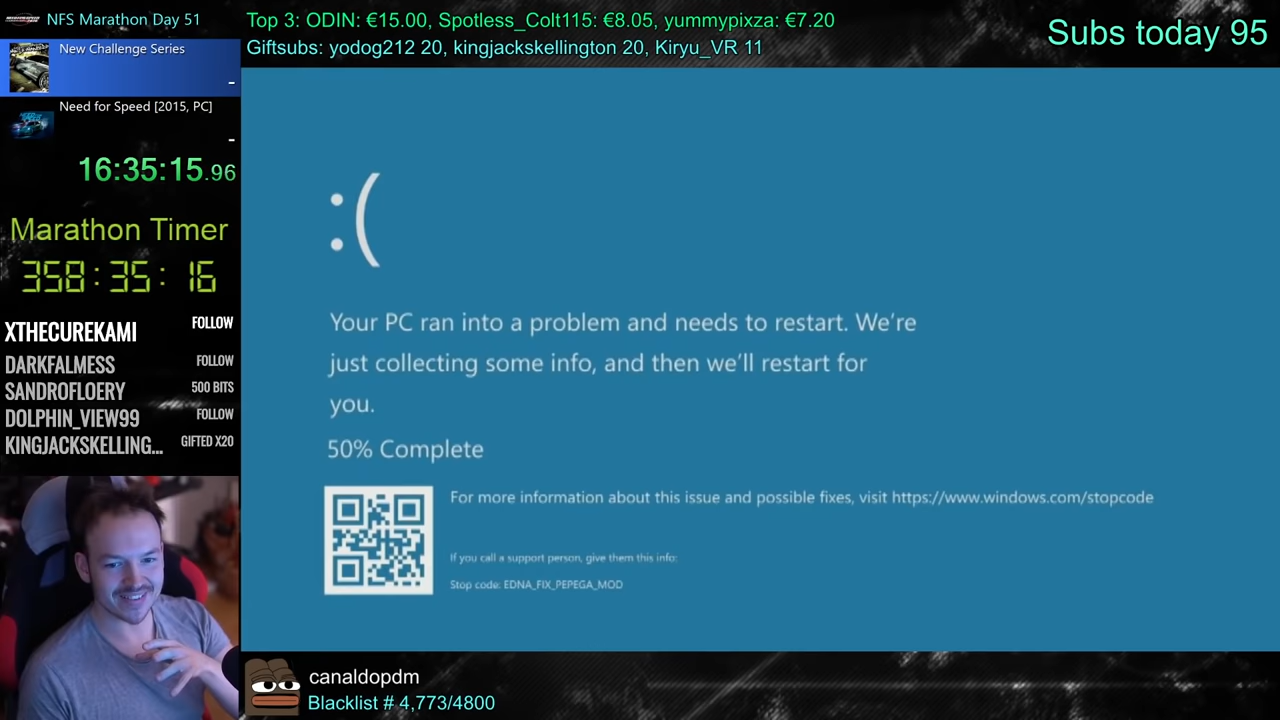 NFS Marathon Day 51
New Challenge Series
-
Need for Speed [2015, PC]
-
16:35:15.96
Marathon Timer
358:35:16
XTHECUREKAMI FOLLOW
DARKFALMESS FOLLOW
SANDROFLOERY 500 BITS
DOLPHIN_VIEW99 FOLLOW
KINGJACKSKELLING... GIFTED X20
Top 3: ODIN: €15.00, Spotless_Colt115: €8.05, yummypixza: €7.20
Giftsubs: yodog212 20, kingjackskellington 20, Kiryu_VR 11
Subs today 95
:(
Your PC ran into a problem and needs to restart. We're
just collecting some info, and then we'll restart for
you.
50% Complete
For more information about this issue and possible fixes, visit https://www.windows.com/stopcode
If you call a support person, give them this info:
Stop code: EDNA_FIX_PEPEGA_MOD
canaldopdm
Blacklist # 4,773/4800